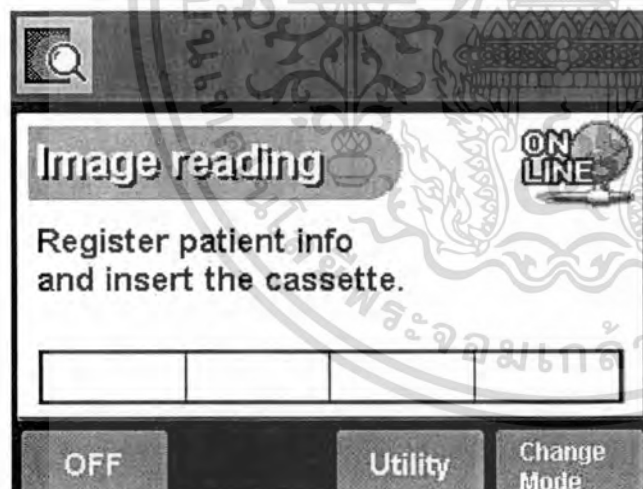 Image reading
ON
LINE
Register patient info
and insert the cassette.
OFF
Utility
Change
Mode